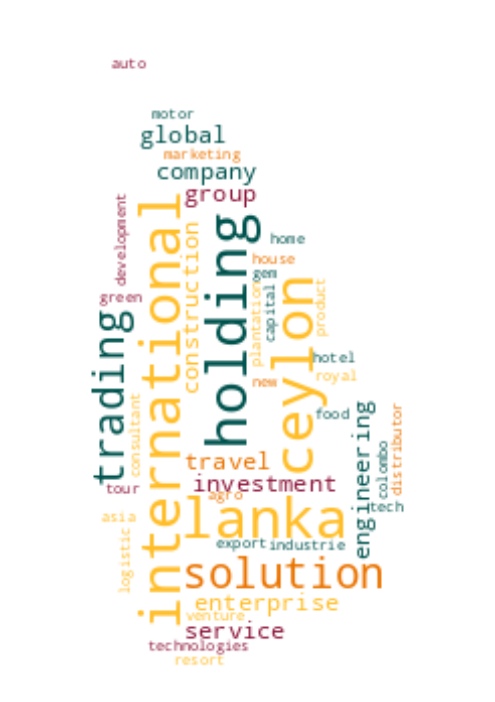 auto
motor
global
marketing
company
group
development
international
construction
holding
home
house
gem
capital
plantation
ceylon
product
green
trading
hotel
royal
new
consultant
food
engineering
colombo
distributor
travel
investment
tour
agro
lanka
tech
asia
logistic
export
industrie
solution
enterprise
venture
service
technologies
resort